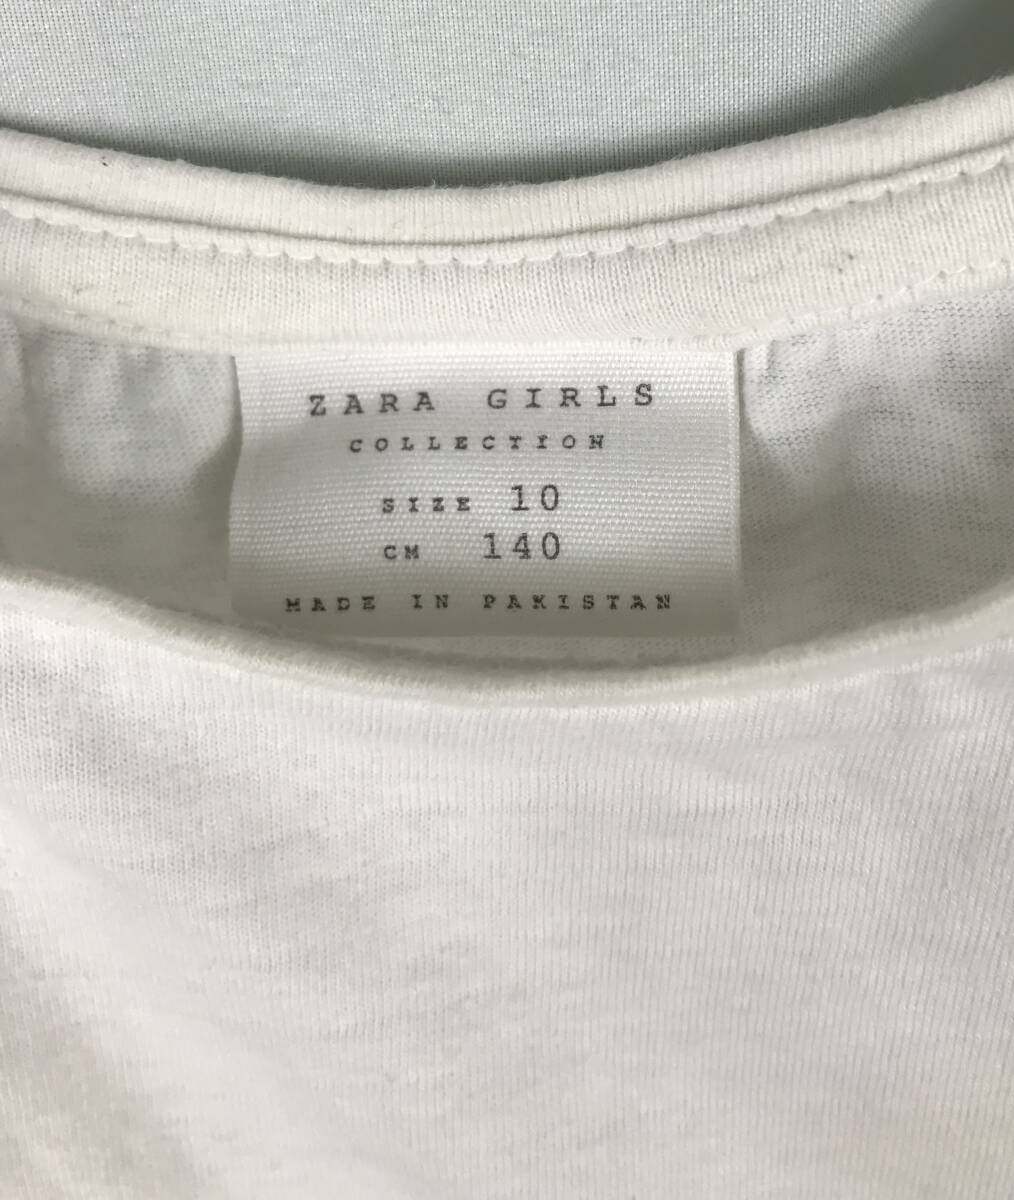 ZARA GIRLS
COLLECTION
SIZE 10
CM 140
MADE IN PAKISTAN